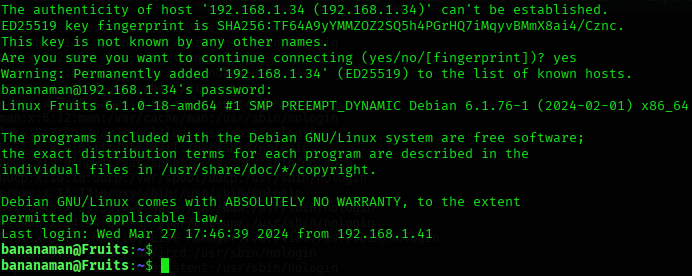 The authenticity of host '192.168.1.34 (192.168.1.34)' can't be established.
ED25519 key fingerprint is SHA256:TF64A9yYMMZOZ2SQ5h4PGrHQ7iMqyvBMmX8ai4/Cznc.
This key is not known by any other names.
Are you sure you want to continue connecting (yes/no/[fingerprint])? yes
Warning: Permanently added '192.168.1.34' (ED25519) to the list of known hosts.
bananaman@192.168.1.34's password:
Linux Fruits 6.1.0-18-amd64 #1 SMP PREEMPT_DYNAMIC Debian 6.1.76-1 (2024-02-01) x86_64
The programs included with the Debian GNU/Linux system are free software;
the exact distribution terms for each program are described in the
individual files in /usr/share/doc/*/copyright.
Debian GNU/Linux comes with ABSOLUTELY NO WARRANTY, to the extent
permitted by applicable law.
Last login: Wed Mar 27 17:46:39 2024 from 192.168.1.41
bananaman@Fruits:~$
bananaman@Fruits:~$